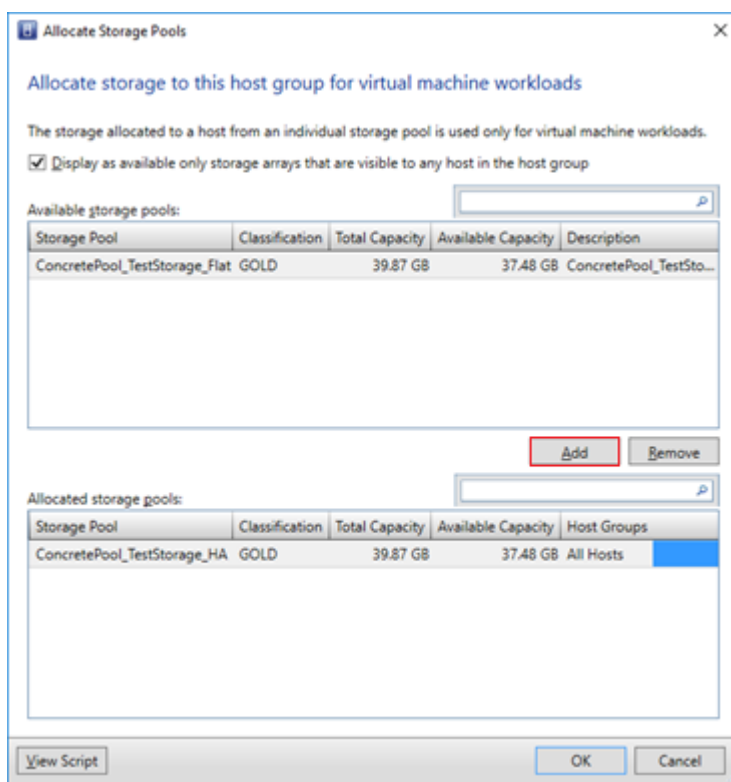 Allocate Storage Pools
Allocate storage to this host group for virtual machine workloads
The storage allocated to a host from an individual storage pool is used only for virtual machine workloads.
Display as available only storage arrays that are visible to any host in the host group
Available storage pools:
Storage Pool Classification Total Capacity Available Capacity Description
ConcretePool_TestStorage_Flat GOLD 39.87 GB 37.48 GB ConcretePool_TestSto...
Add Remove
Allocated storage pools:
Storage Pool Classification Total Capacity Available Capacity Host Groups
ConcretePool_TestStorage_HA GOLD 39.87 GB 37.48 GB All Hosts
View Script OK Cancel